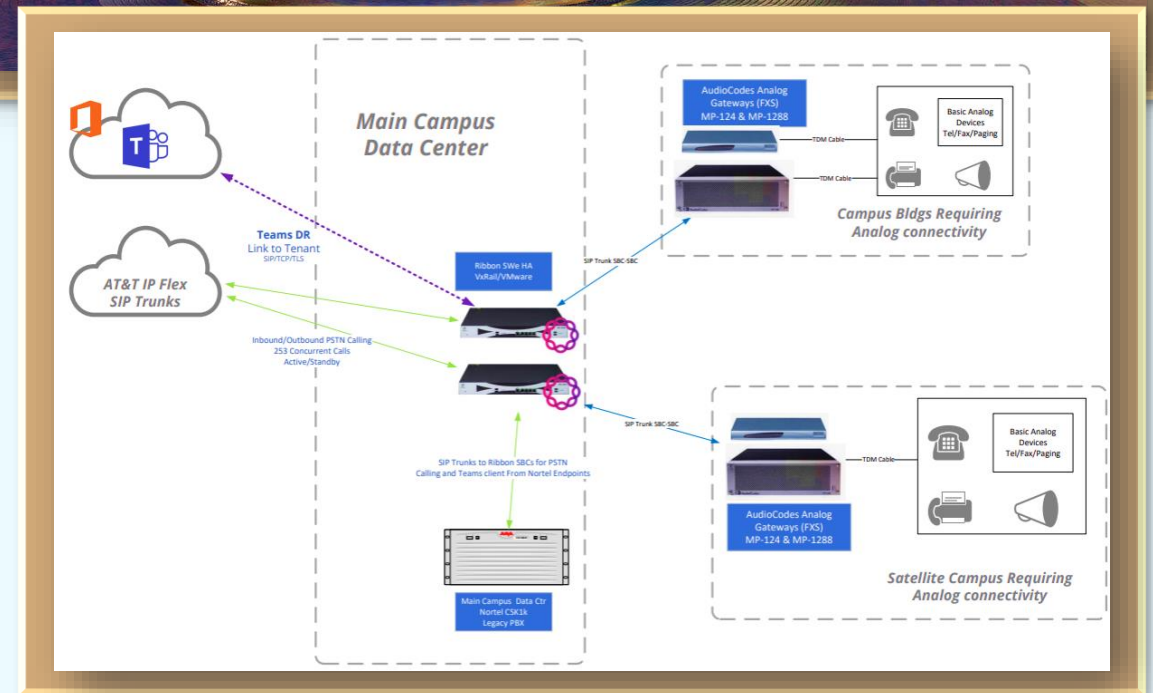 Main Campus
Data Center
T
Teams DR
Link to Tenant
SIP/TCP/TLS
AT&T IP Flex
SIP Trunks
Inbound/Outbound PSTN Calling
253 Concurrent Calls
Active/Standby
Ribbon SWe HA
VxRail/VMware
SIP Trunks to Ribbon SBCs for PSTN
Calling and Teams client From Nortel Endpoints
Main Campus Data Ctr
Nortel CSK1k
Legacy PBX
SIP Trunk SBC-SBC
AudioCodes Analog
Gateways (FXS)
MP-124 & MP-1288
TDM Cable
TDM Cable
Basic Analog
Devices
Tel/Fax/Paging
Campus Bldgs Requiring
Analog connectivity
SIP Trunk SBC-SBC
TDM Cable
Basic Analog
Devices
Tel/Fax/Paging
AudioCodes Analog
Gateways (FXS)
MP-124 & MP-1288
Satellite Campus Requiring
Analog connectivity